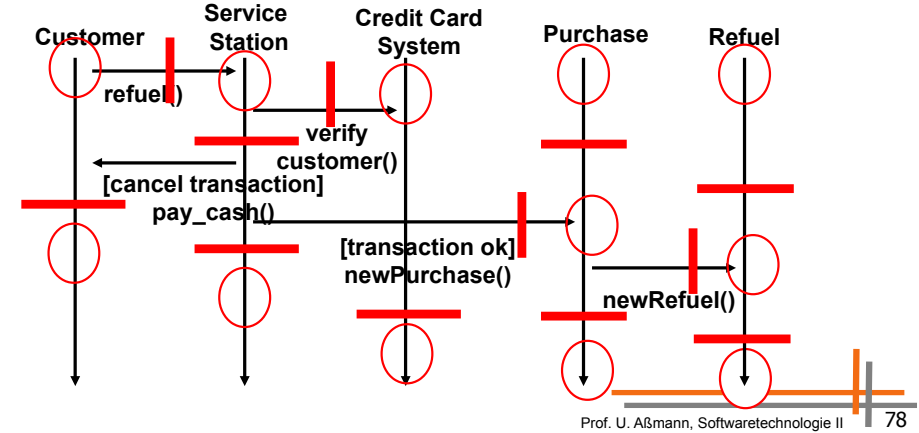 Customer
Service
Station
Credit Card
System
Purchase
Refuel
refuel()
verify
customer()
[cancel transaction]
pay_cash()
[transaction ok]
newPurchase()
newRefuel()
Prof. U. Aßmann, Softwaretechnologie II
78